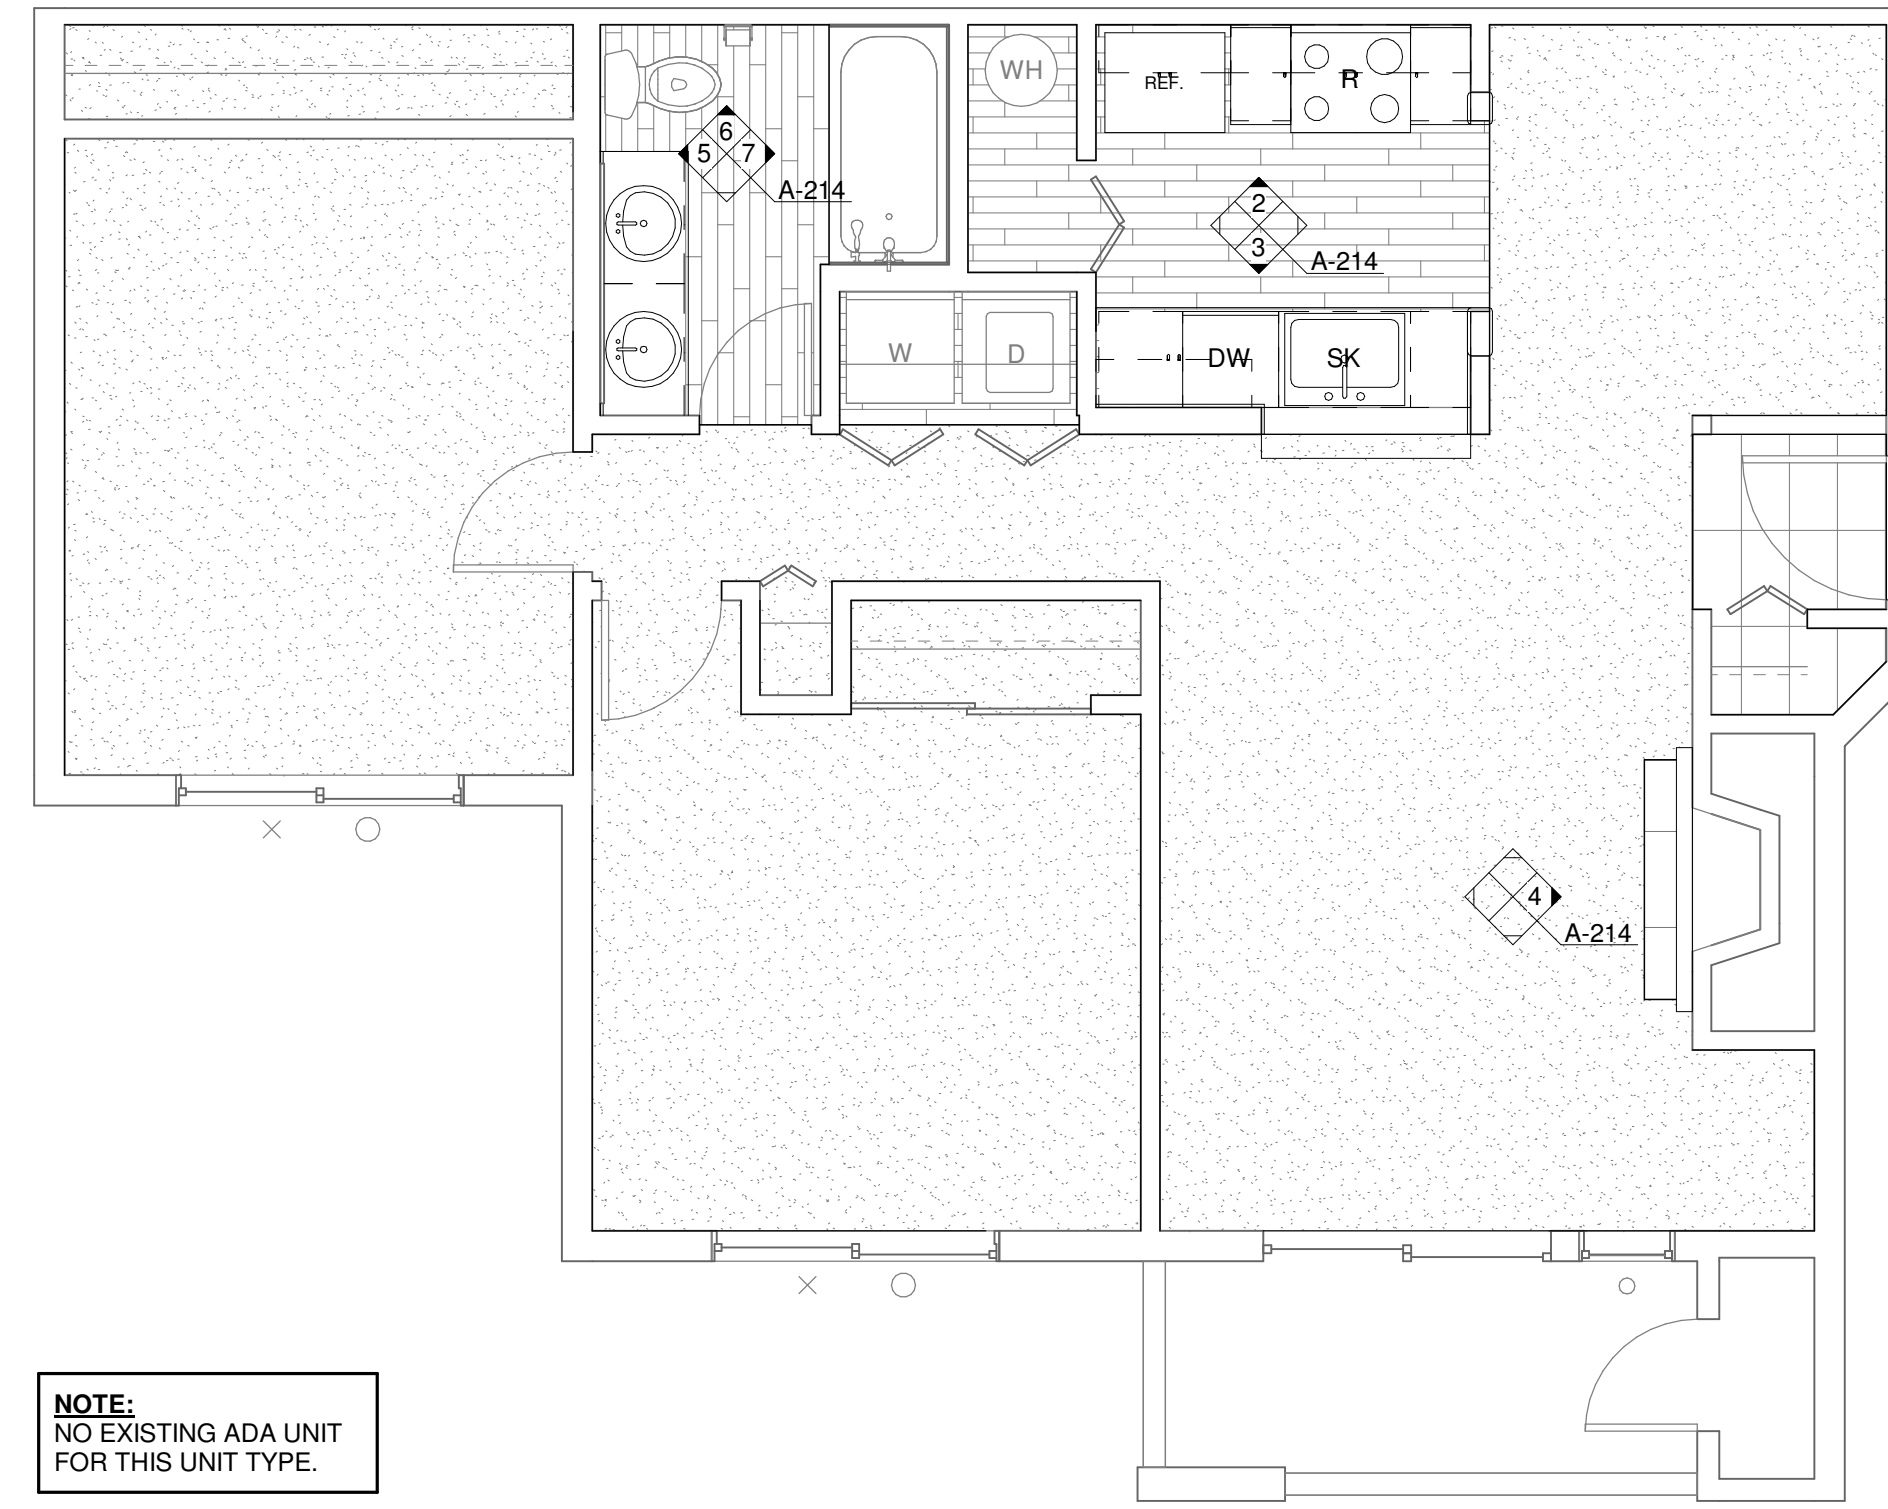 WH
REF.
R
6
5
7
A-214
2
3
A-214
W
D
DW
SK
4
A-214
NOTE:
NO EXISTING ADA UNIT
FOR THIS UNIT TYPE.